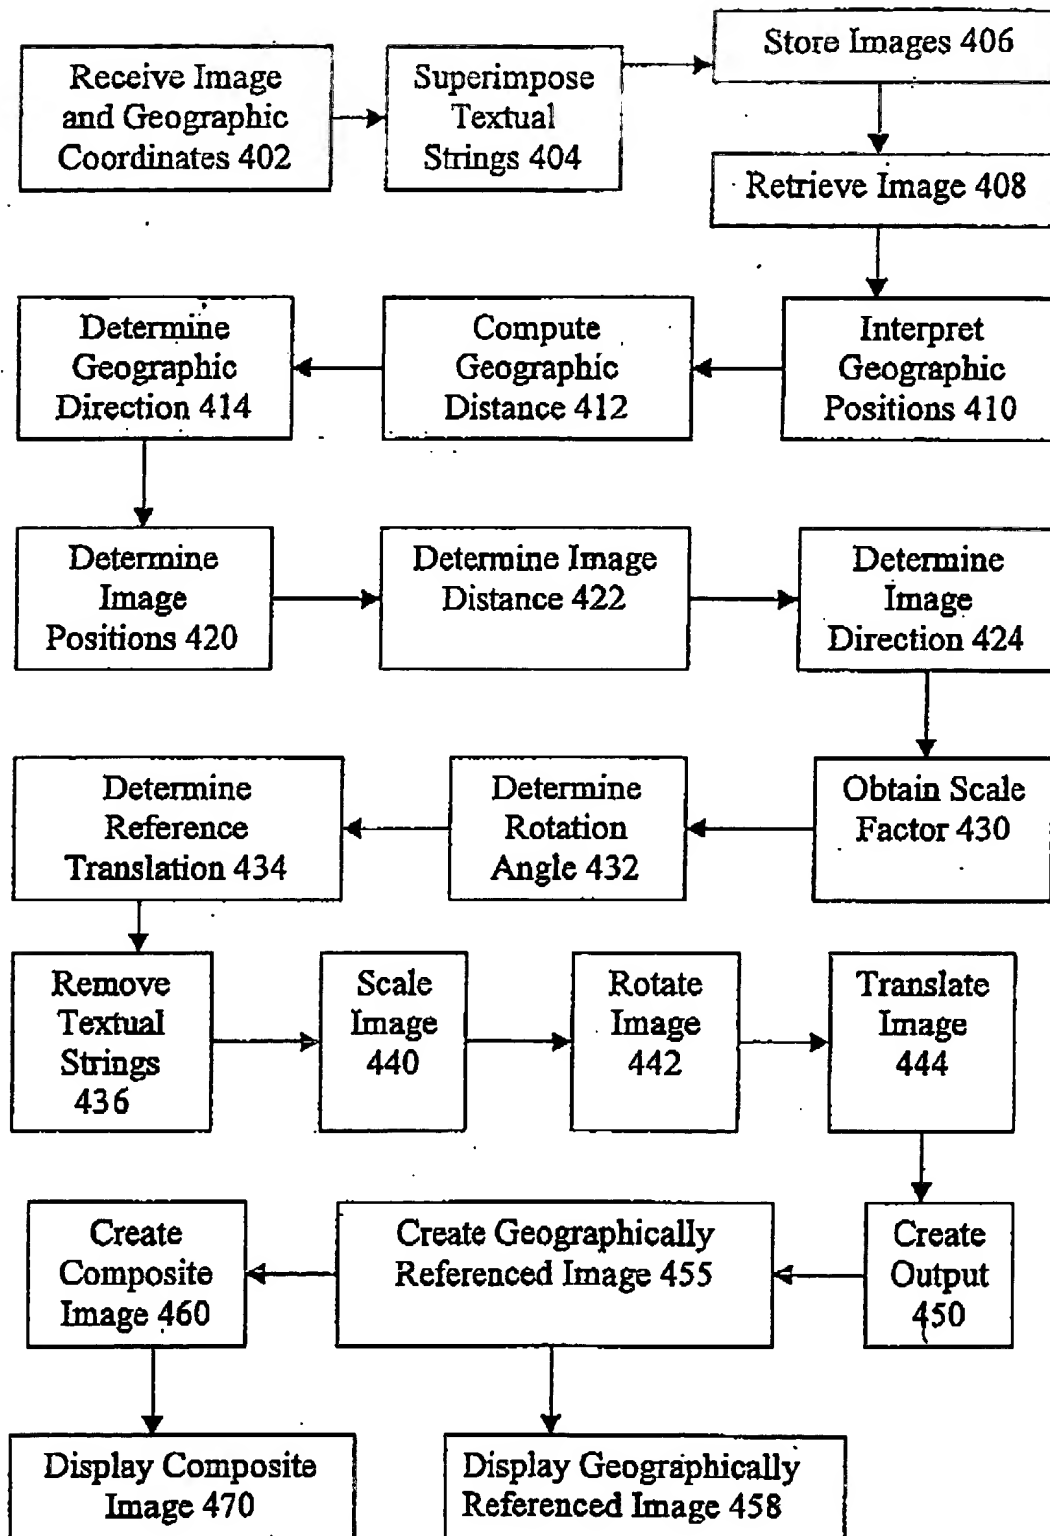 Receive Image
and Geographic
Coordinates 402
Superimpose
Textual
Strings 404
Store Images 406
Retrieve Image 408
Determine
Geographic
Direction 414
Compute
Geographic
Distance 412
Interpret
Geographic
Positions 410
Determine
Image
Positions 420
Determine Image
Distance 422
Determine
Image
Direction 424
Determine
Reference
Translation 434
Determine
Rotation
Angle 432
Obtain Scale
Factor 430
Remove
Textual
Strings
436
Scale
Image
440
Rotate
Image
442
Translate
Image
444
Create
Composite
Image 460
Create Geographically
Referenced Image 455
Create
Output
450
Display Composite
Image 470
Display Geographically
Referenced Image 458